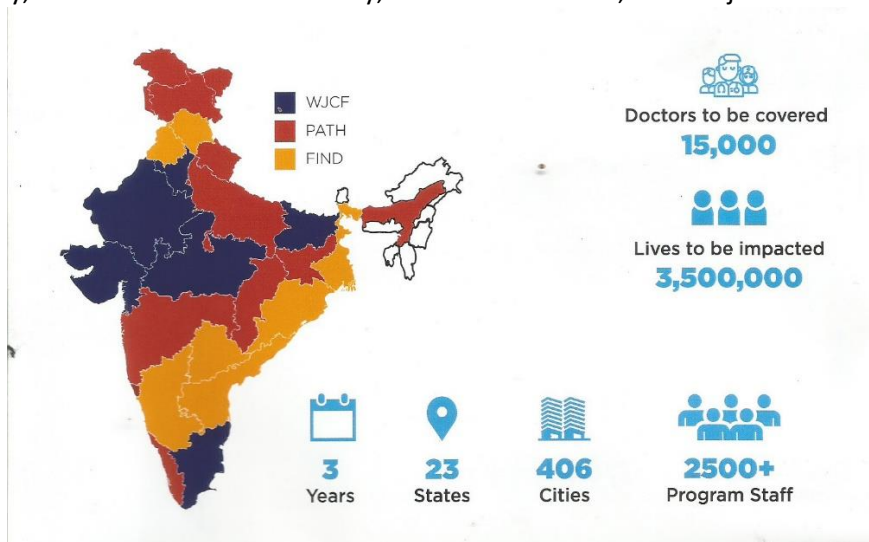 WJCF
PATH
FIND
Doctors to be covered
15,000
Lives to be impacted
3,500,000
3
Years
23
States
406
Cities
2500+
Program Staff